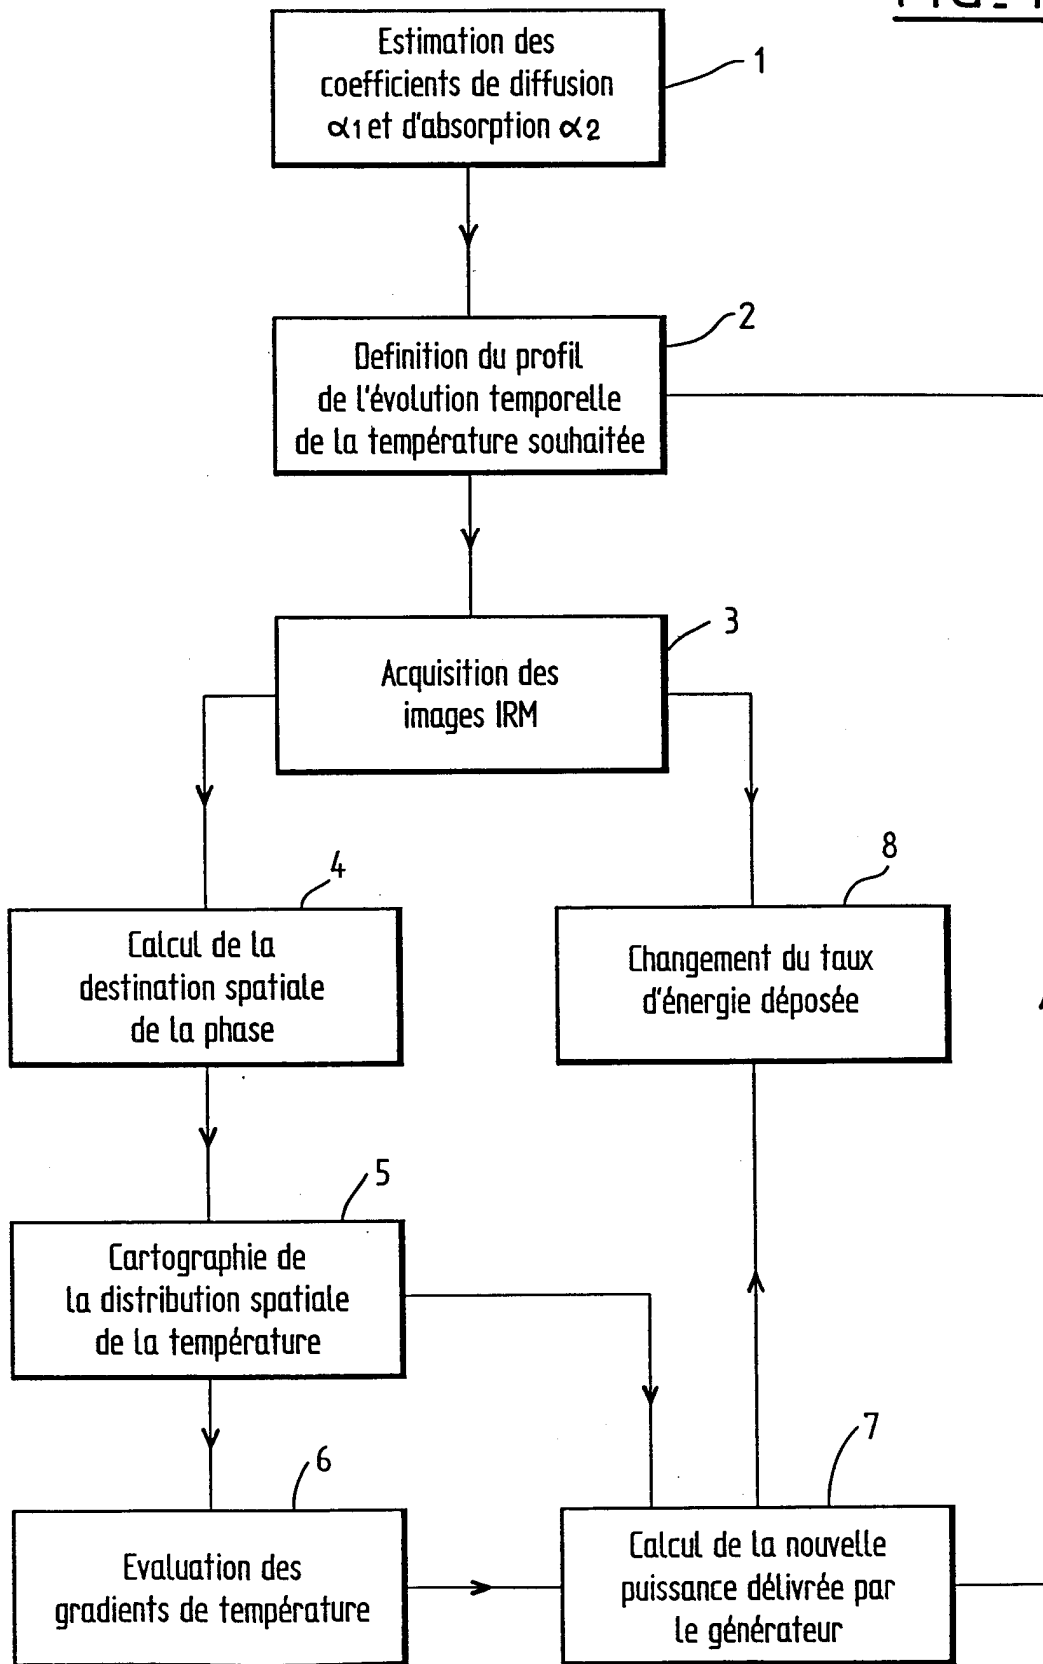 Estimation des
coefficients de diffusion
α1 et d'absorption α2
1
Definition du profil
de l'évolution temporelle
de la température souhaitée
2
Acquisition des
images IRM
3
4
Calcul de la
destination spatiale
de la phase
8
Changement du taux
d'énergie déposée
5
Cartographie de
la distribution spatiale
de la température
6
Evaluation des
gradients de température
7
Calcul de la nouvelle
puissance délivrée par
le générateur